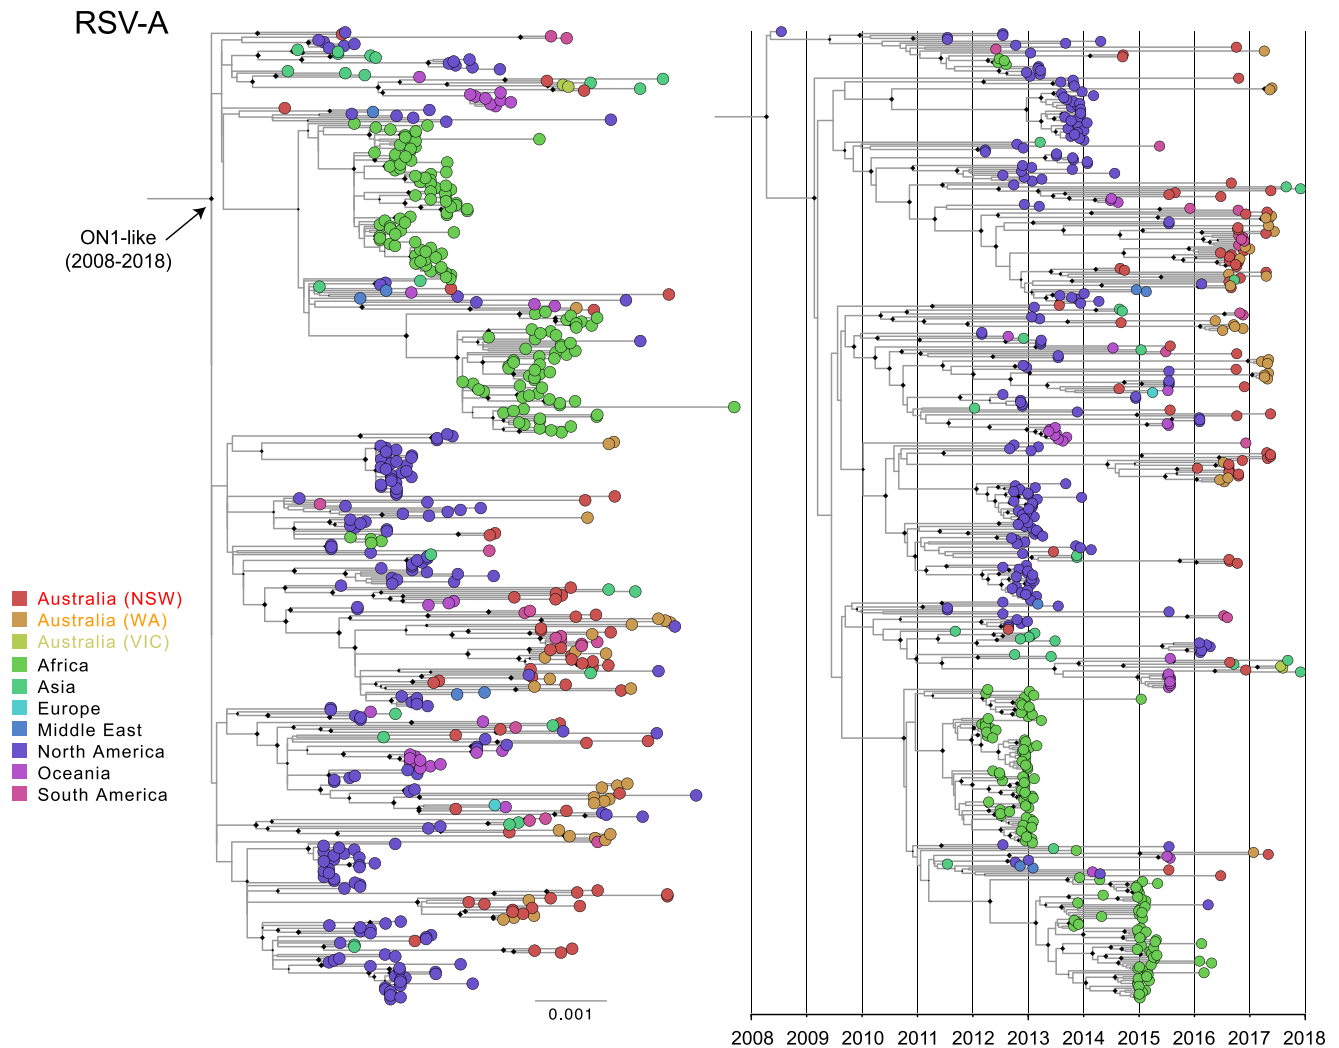 RSV-A
ON1-like
(2008-2018)
Australia (NSW)
Australia (WA)
Australia (VIC)
Africa
Asia
Europe
Middle East
North America
Oceania
South America
0.001
2008 2009 2010 2011 2012 2013 2014 2015 2016 2017 2018